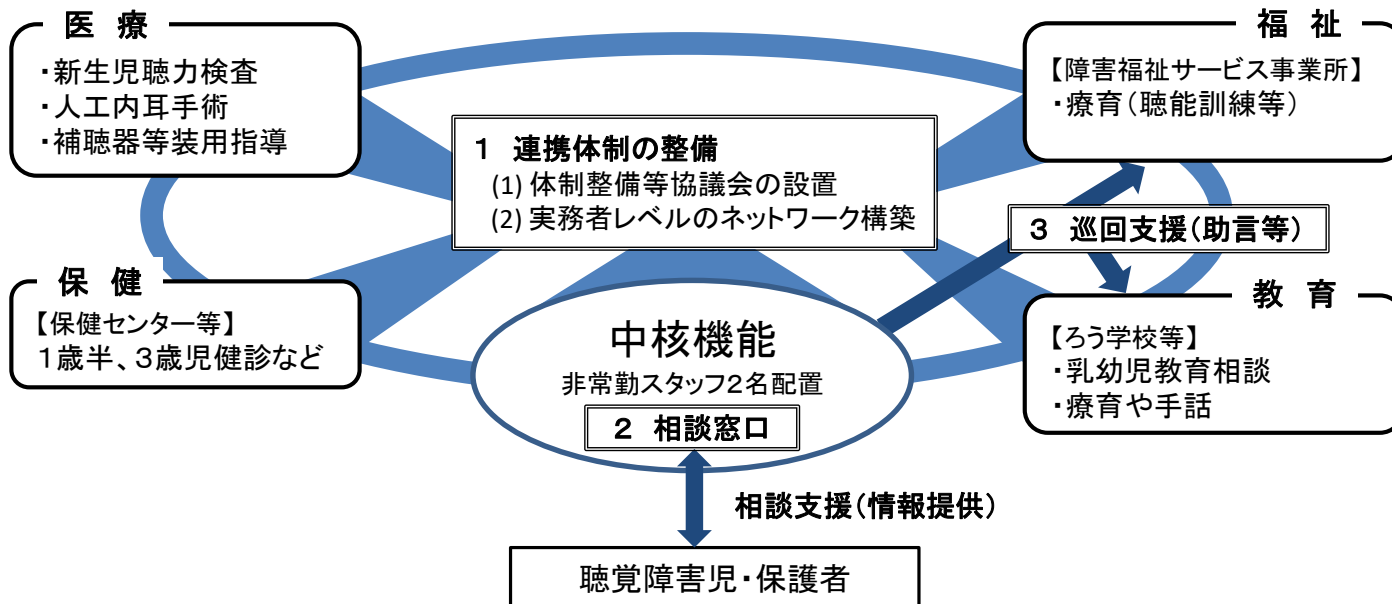 医 療
・新生児聴力検査
・人工内耳手術
・補聴器等装用指導
福 祉
【障害福祉サービス事業所】
・療育(聴能訓練等)
1 連携体制の整備
(1) 体制整備等協議会の設置
(2) 実務者レベルのネットワーク構築
3 巡回支援(助言等)
保 健
【保健センター等】
1歳半、3歳児健診など
教 育
【ろう学校等】
・乳幼児教育相談
・療育や手話
中核機能
非常勤スタッフ2名配置
2 相談窓口
相談支援(情報提供)
聴覚障害児・保護者